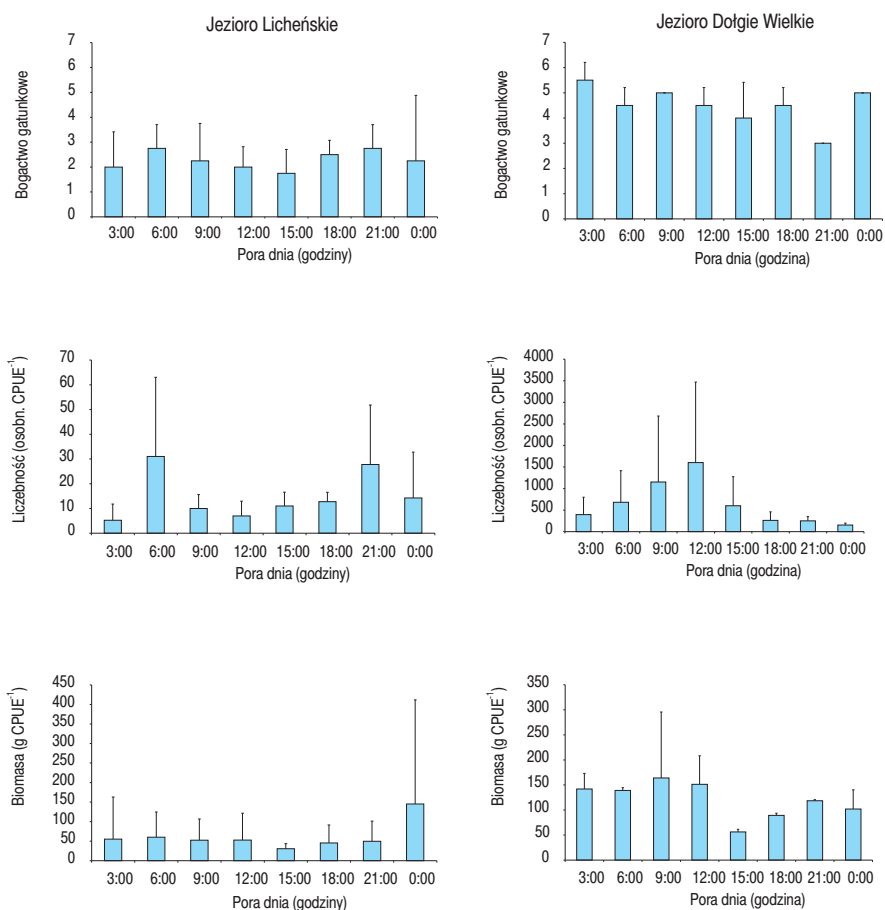 Jezioro Licheńskie
Bogactwo gatunkowe
7
6
5
4
3
2
1
0
3:00 6:00 9:00 12:00 15:00 18:00 21:00 0:00
Pora dnia (godziny)
Jezioro Dołgie Wielkie
Bogactwo gatunkowe
7
6
5
4
3
2
1
0
3:00 6:00 9:00 12:00 15:00 18:00 21:00 0:00
Pora dnia (godzina)
Liczebność (osobn. CPUE⁻¹)
70
60
50
40
30
20
10
0
3:00 6:00 9:00 12:00 15:00 18:00 21:00 0:00
Pora dnia (godziny)
Liczebność (osobn. CPUE⁻¹)
4000
3500
3000
2500
2000
1500
1000
500
0
3:00 6:00 9:00 12:00 15:00 18:00 21:00 0:00
Pora dnia (godzina)
Biomasa (g CPUE⁻¹)
450
400
350
300
250
200
150
100
50
0
3:00 6:00 9:00 12:00 15:00 18:00 21:00 0:00
Pora dnia (godziny)
Biomasa (g CPUE⁻¹)
350
300
250
200
150
100
50
0
3:00 6:00 9:00 12:00 15:00 18:00 21:00 0:00
Pora dnia (godzina)